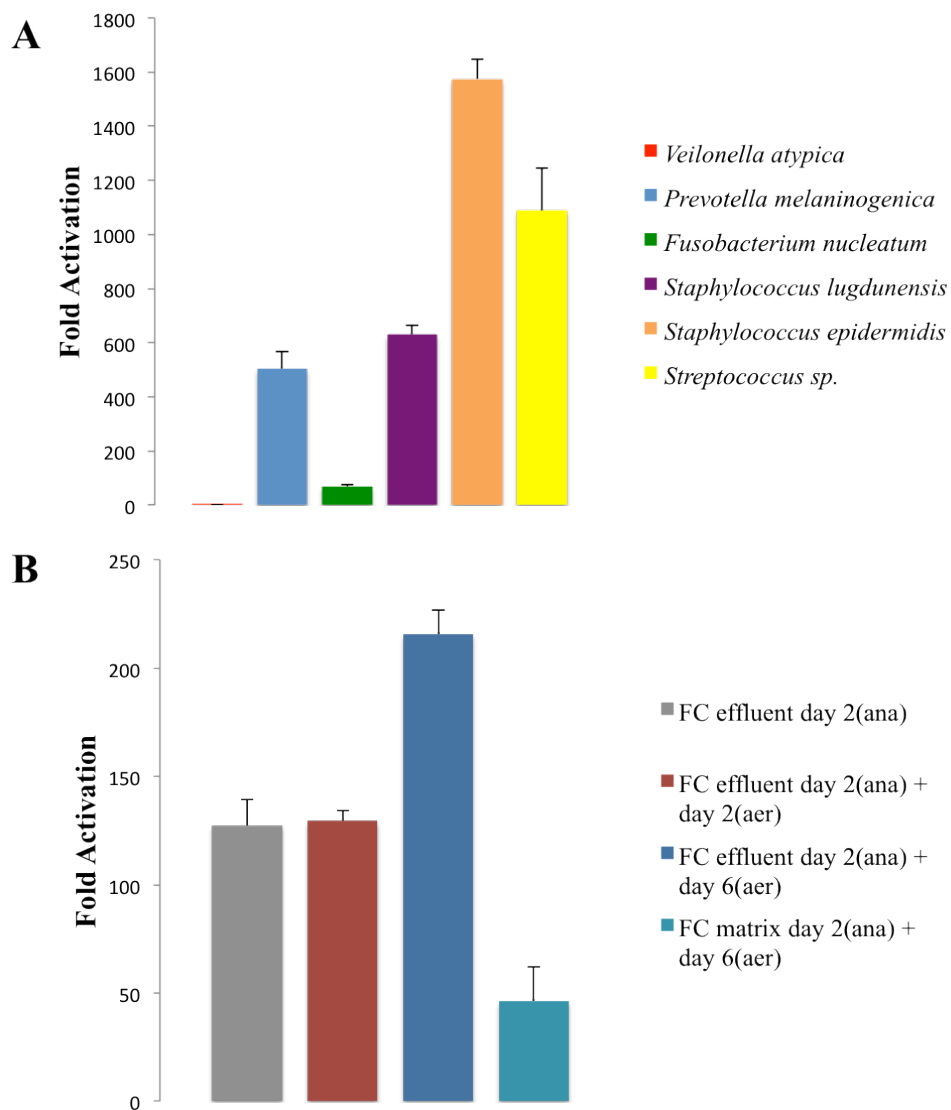 A
1800
1600
1400
1200
1000
800
600
400
200
0
Fold Activation
Veilonella atypica
Prevotella melaninogenica
Fusobacterium nucleatum
Staphylococcus lugdunensis
Staphylococcus epidermidis
Streptococcus sp.
B
250
200
150
100
50
0
Fold Activation
FC effluent day 2(ana)
FC effluent day 2(ana) +
day 2(aer)
FC effluent day 2(ana) +
day 6(aer)
FC matrix day 2(ana) +
day 6(aer)